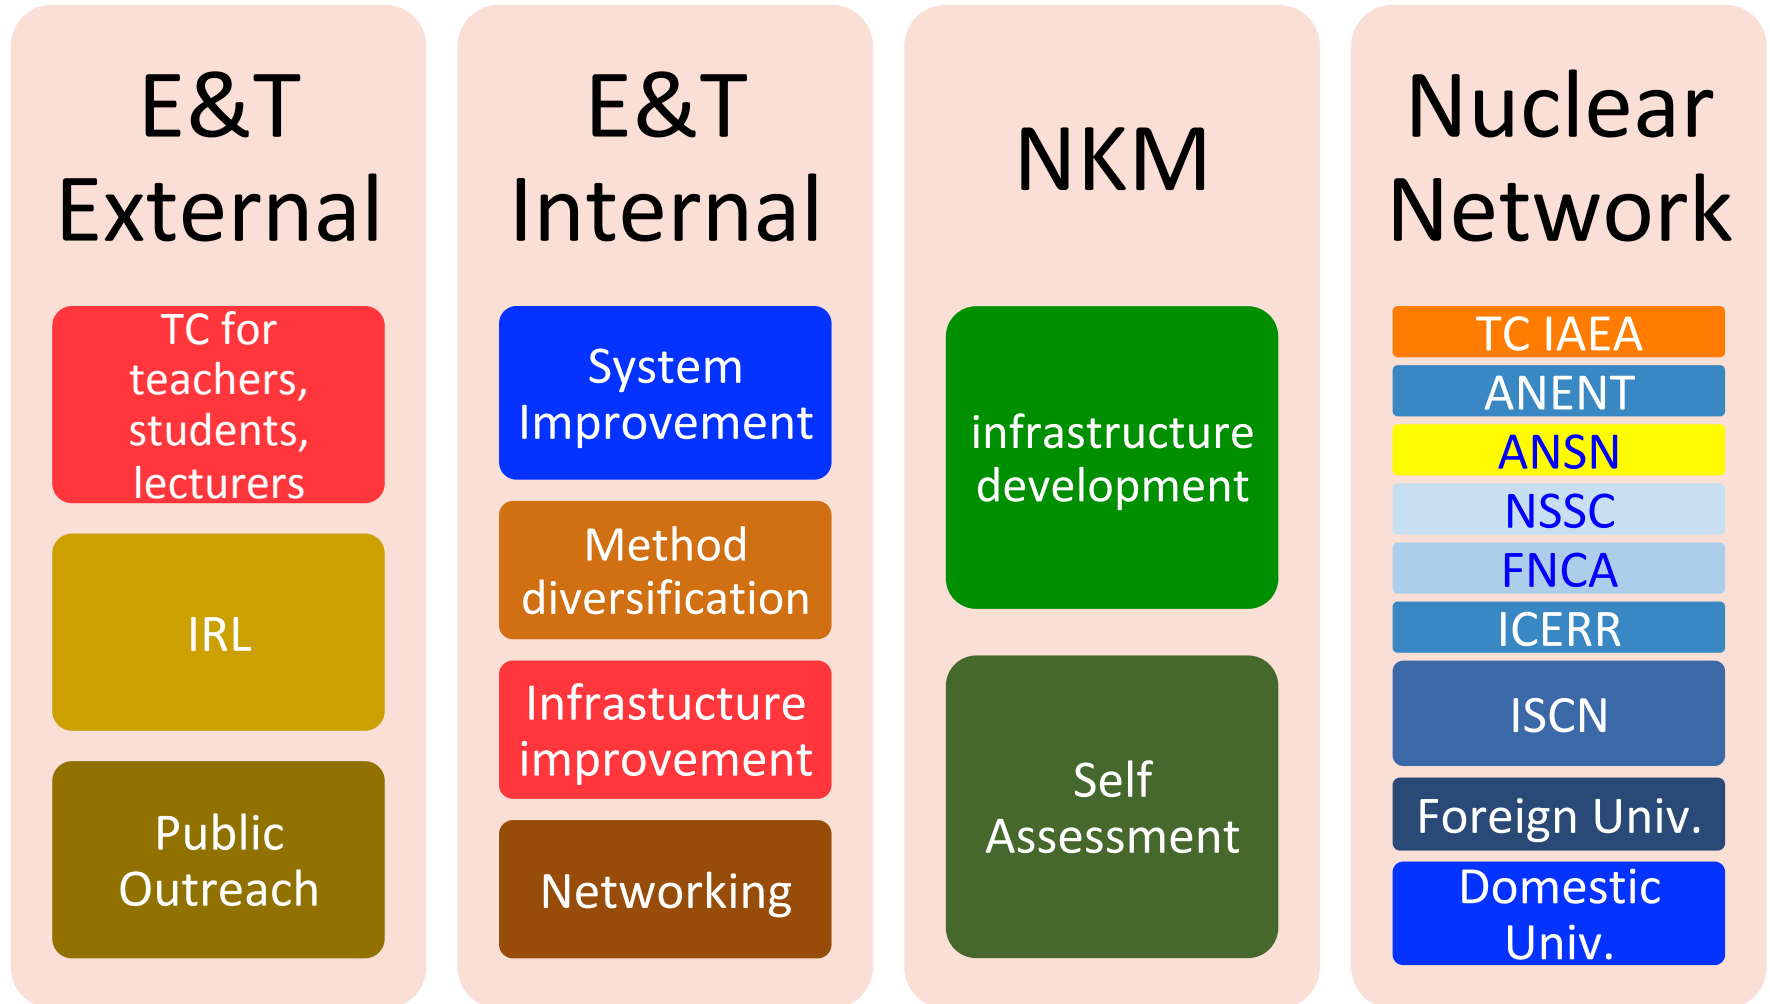 E&T
External
TC for
teachers,
students,
lecturers
IRL
Public
Outreach
E&T
Internal
System
Improvement
Method
diversification
Infrastucture
improvement
Networking
NKM
infrastructure
development
Self
Assessment
Nuclear
Network
TC IAEA
ANENT
ANSN
NSSC
FNCA
ICERR
ISCN
Foreign Univ.
Domestic
Univ.